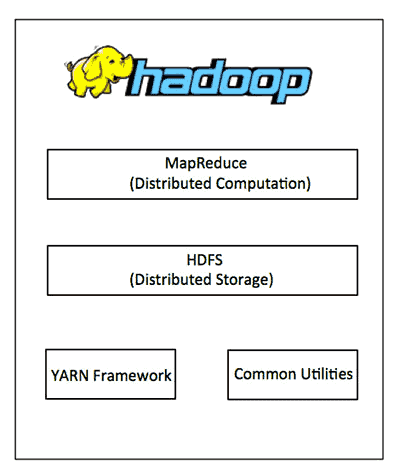 hadoop
MapReduce
(Distributed Computation)
HDFS
(Distributed Storage)
YARN Framework
Common Utilities